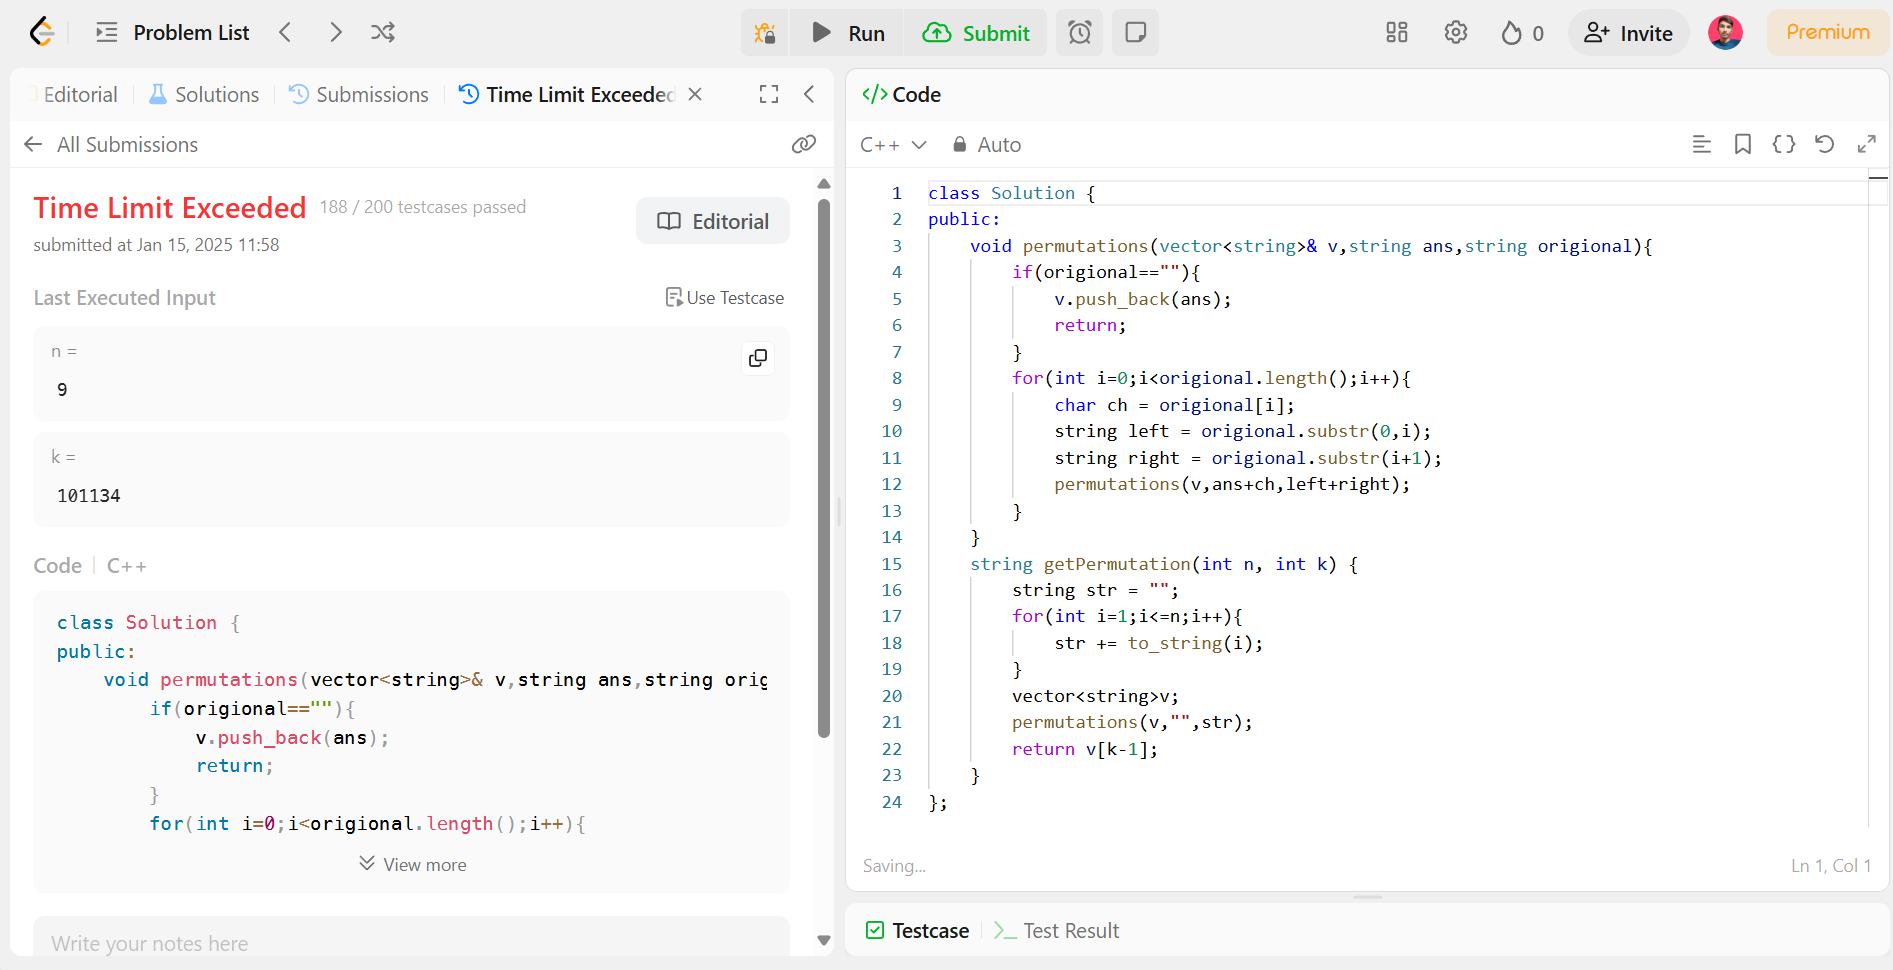 Problem List
Run
Submit
0
Invite
Premium
Editorial
Solutions
Submissions
Time Limit Exceeded
All Submissions
Time Limit Exceeded 188 / 200 testcases passed
submitted at Jan 15, 2025 11:58
Editorial
Last Executed Input
Use Testcase
n =
9
k =
101134
Code C++
class Solution {
public:
    void permutations(vector<string>& v,string ans,string orig
        if(origional==""){
            v.push_back(ans);
            return;
        }
        for(int i=0;i<origional.length();i++){
View more
Write your notes here
</> Code
C++ Auto
1 class Solution {
2 public:
3     void permutations(vector<string>& v,string ans,string origional){
4         if(origional==""){
5             v.push_back(ans);
6             return;
7         }
8         for(int i=0;i<origional.length();i++){
9             char ch = origional[i];
10             string left = origional.substr(0,i);
11             string right = origional.substr(i+1);
12             permutations(v,ans+ch,left+right);
13         }
14     }
15     string getPermutation(int n, int k) {
16         string str = "";
17         for(int i=1;i<=n;i++){
18             str += to_string(i);
19         }
20         vector<string>v;
21         permutations(v,"",str);
22         return v[k-1];
23     }
24 };
Saving...
Ln 1, Col 1
Testcase
Test Result